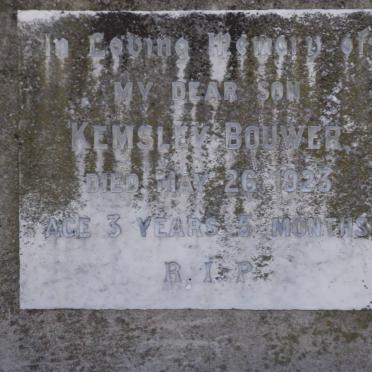 In Loving Memory of
MY DEAR SON
KEMSLEY BOUWER,
DIED MAY 26 1923
AGE 3 YEARS 5 MONTHS
R.I.P.